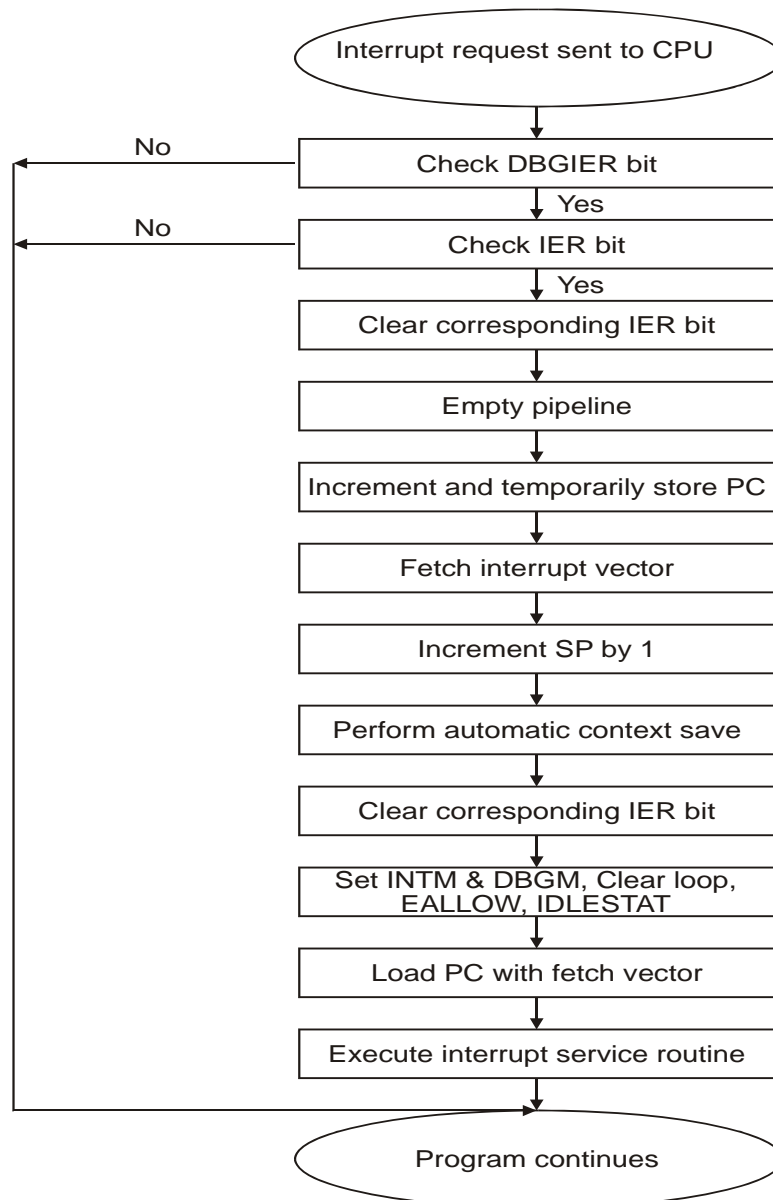 Interrupt request sent to CPU
No
Check DBGIER bit
Yes
No
Check IER bit
Yes
Clear corresponding IER bit
Empty pipeline
Increment and temporarily store PC
Fetch interrupt vector
Increment SP by 1
Perform automatic context save
Clear corresponding IER bit
Set INTM & DBGM, Clear loop,
EALLOW, IDLESTAT
Load PC with fetch vector
Execute interrupt service routine
Program continues